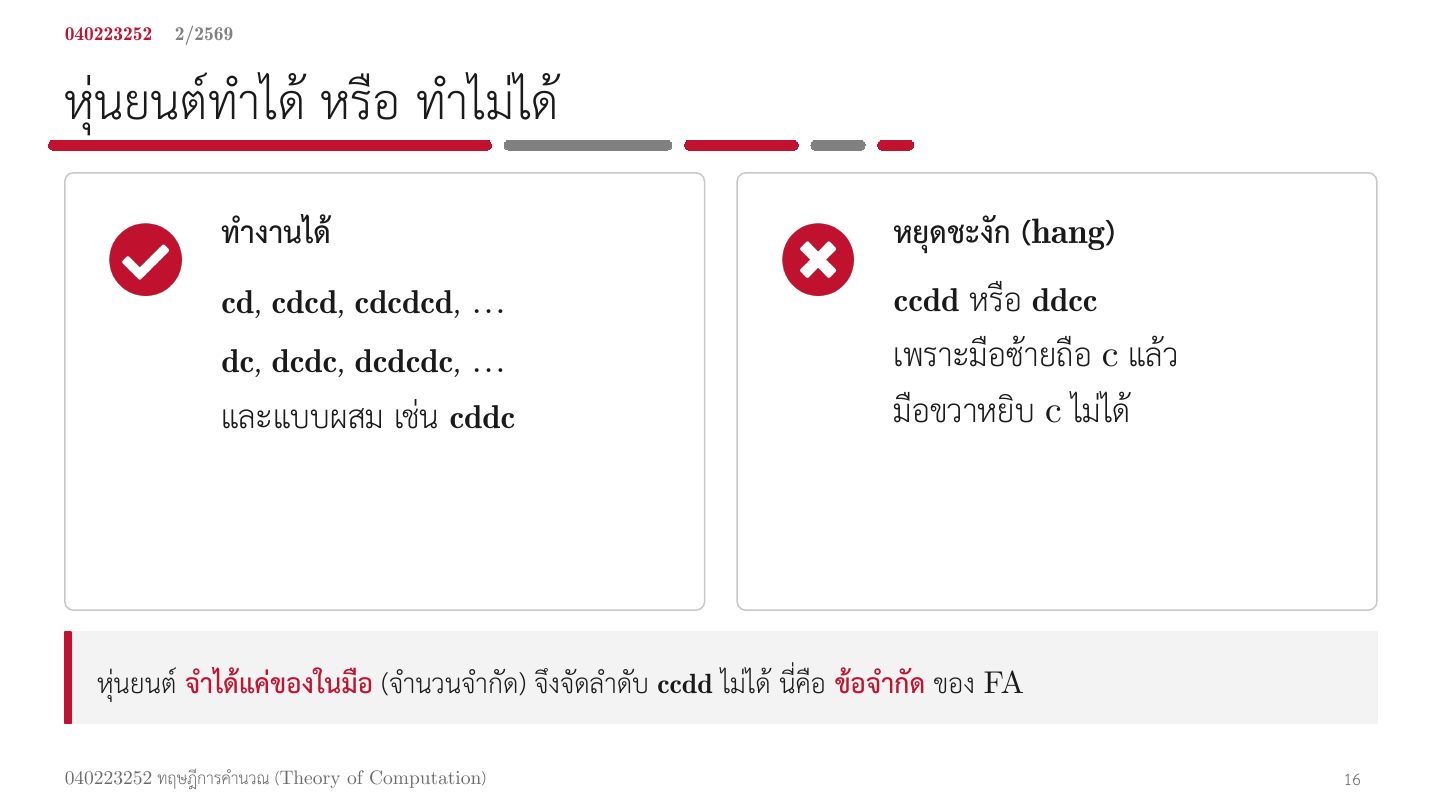 040223252 2/2569
หุ่นยนต์ทำได้ หรือ ทำไม่ได้
ทำงานได้
cd, cdcd, cdcdcd, …
dc, dcdc, dcdcdc, …
และแบบผสม เช่น cddc
หยุดชะงัก (hang)
ccdd หรือ ddcc
เพราะมือซ้ายถือ c แล้ว
มือขวาหยิบ c ไม่ได้
หุ่นยนต์ จำได้แค่ของในมือ (จำนวนจำกัด) จึงจัดลำดับ ccdd ไม่ได้ นี่คือ ข้อจำกัด ของ FA
040223252 ทฤษฎีการคำนวณ (Theory of Computation)
16